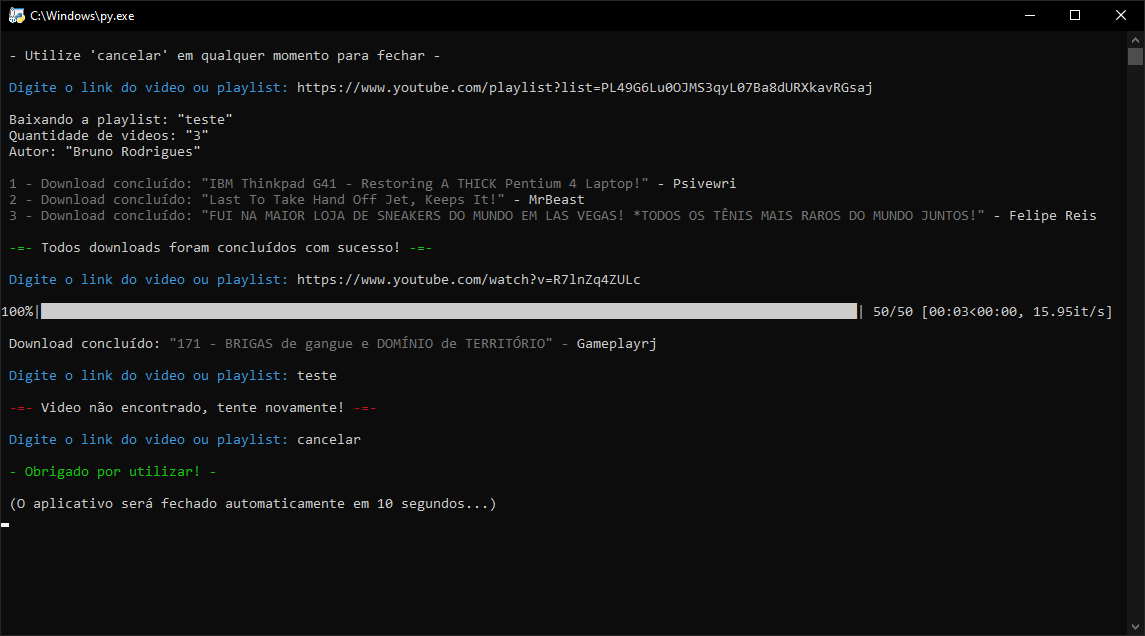 C:\Windows\py.exe
- Utilize 'cancelar' em qualquer momento para fechar -
Digite o link do video ou playlist: https://www.youtube.com/playlist?list=PL49G6Lu0OJMS3qyL07Ba8dURXkavRGsaj
Baixando a playlist: "teste"
Quantidade de videos: "3"
Autor: "Bruno Rodrigues"
1 - Download concluído: "IBM Thinkpad G41 - Restoring A THICK Pentium 4 Laptop!" - Psivewri
2 - Download concluído: "Last To Take Hand Off Jet, Keeps It!" - MrBeast
3 - Download concluído: "FUI NA MAIOR LOJA DE SNEAKERS DO MUNDO EM LAS VEGAS! *TODOS OS TÊNIS MAIS RAROS DO MUNDO JUNTOS!" - Felipe Reis
-=- Todos downloads foram concluídos com sucesso! -=-
Digite o link do video ou playlist: https://www.youtube.com/watch?v=R7lnZq4ZULc
100%| | 50/50 [00:03<00:00, 15.95it/s]
Download concluído: "171 - BRIGAS de gangue e DOMÍNIO de TERRITÓRIO" - Gameplayrj
Digite o link do video ou playlist: teste
-=- Video não encontrado, tente novamente! -=-
Digite o link do video ou playlist: cancelar
- Obrigado por utilizar! -
(O aplicativo será fechado automaticamente em 10 segundos...)